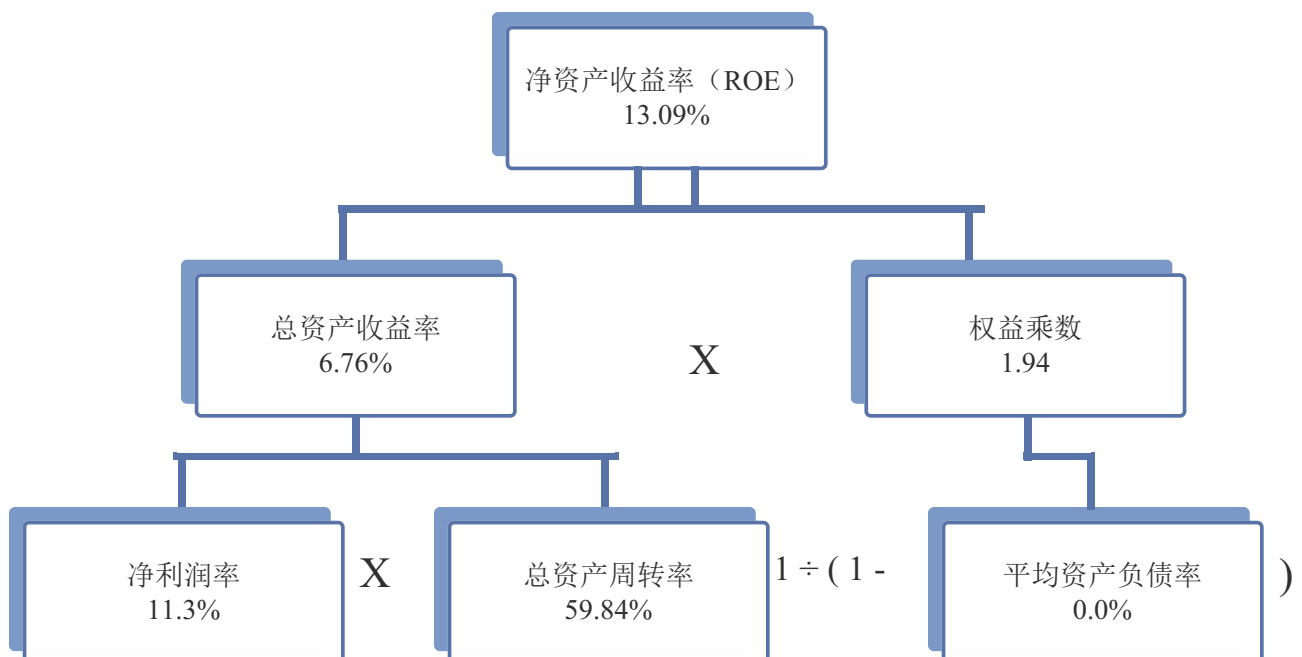 净资产收益率（ROE）
13.09%
总资产收益率
6.76%
X
权益乘数
1.94
净利润率
11.3%
X
总资产周转率
59.84%
1 ÷ ( 1 -
平均资产负债率
0.0%
)